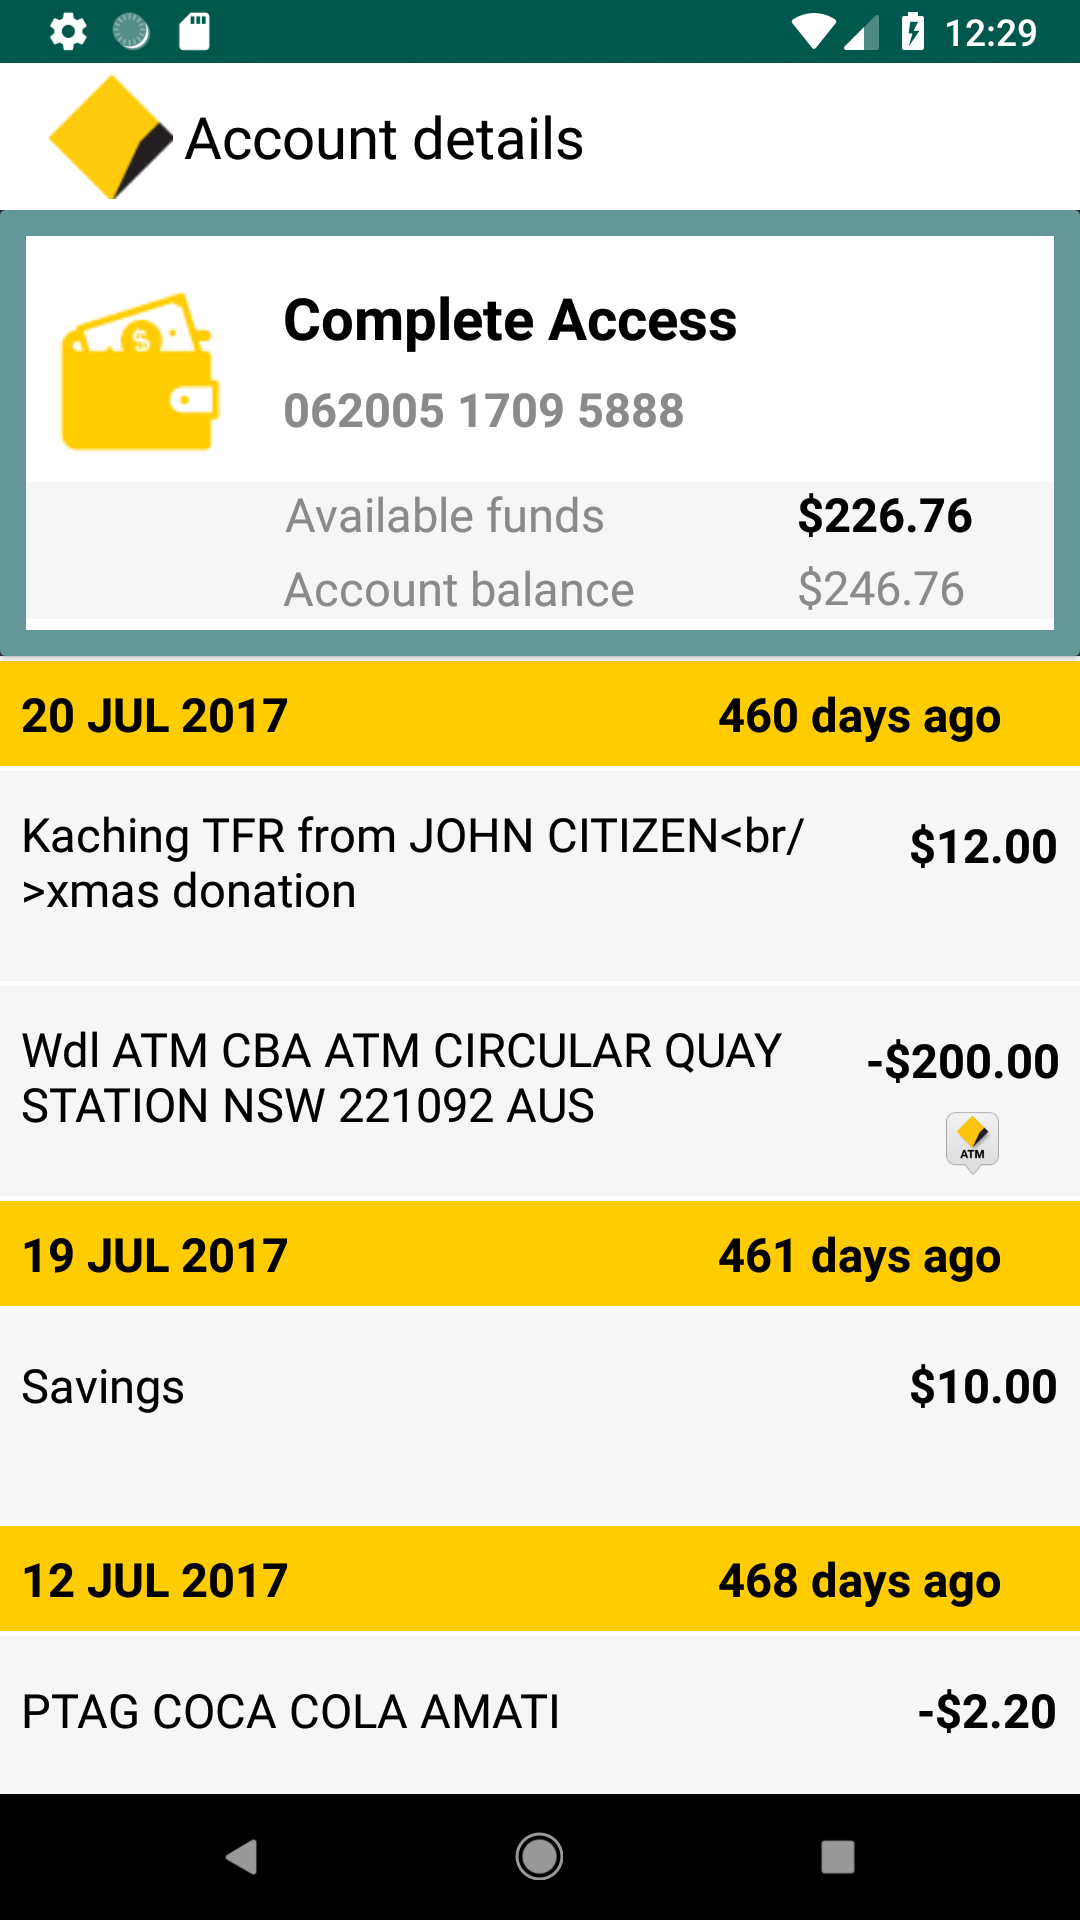 12:29
Account details
Complete Access
062005 1709 5888
Available funds $226.76
Account balance $246.76
20 JUL 2017 460 days ago
Kaching TFR from JOHN CITIZEN<br/ $12.00
>xmas donation
Wdl ATM CBA ATM CIRCULAR QUAY -$200.00
STATION NSW 221092 AUS
ATM
19 JUL 2017 461 days ago
Savings $10.00
12 JUL 2017 468 days ago
PTAG COCA COLA AMATI -$2.20